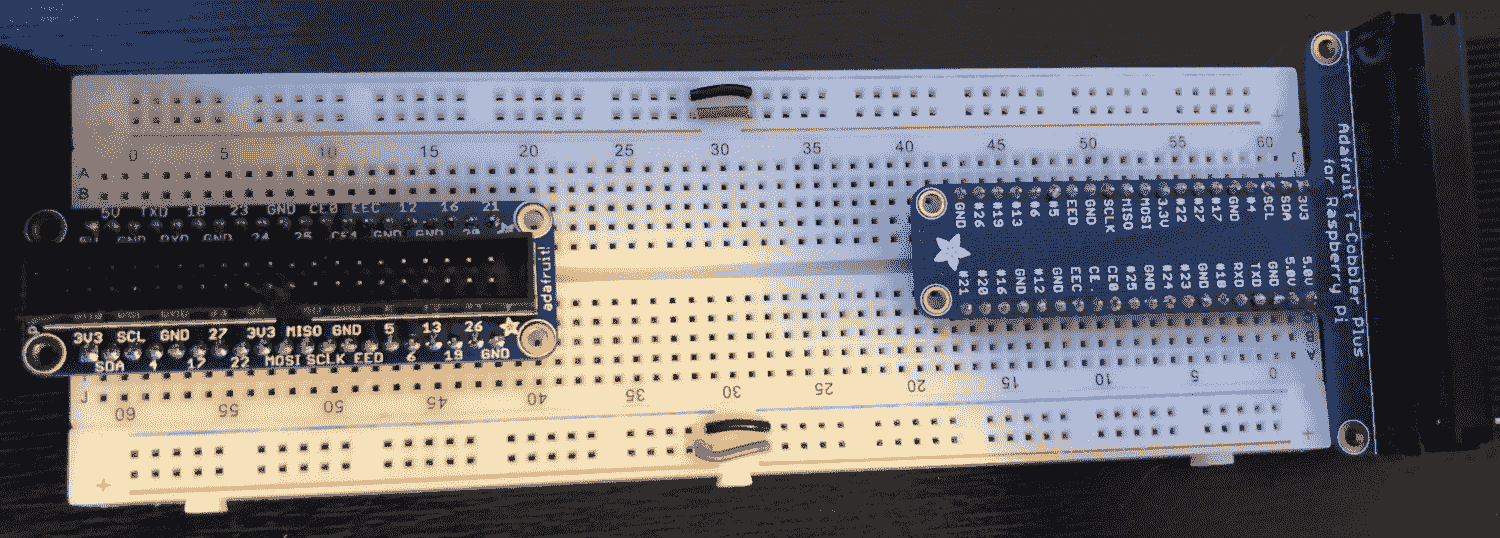 0 5 10 15 20 25 30 35 40 45 50 55 60
A
B
J
5V TXD 18 23 GND CE0 EEC 12 16 21
GND RXD GND 24 25 CE1 GND GND 20
adafruit!
3V3 SCL GND 27 3V3 MISO GND 5 13 26
SDA 4 17 22 MOSI SCLK EED 6 19 GND
GND #26 #19 #13 #6 #5 EED GND SCLK MISO MOSI 3.3V #22 #27 #17 GND #4 SCL SDA 3V3
#21 #20 #16 GND #12 GND EEC CE CE0 #25 GND #24 #23 GND #18 RXD TXD GND 5.0V 5.0V
Adafruit T-Cobbler Plus
for Raspberry Pi
J
60 55 50 45 40 35 30 25 20 15 10 5 0
B
A
+
+
+